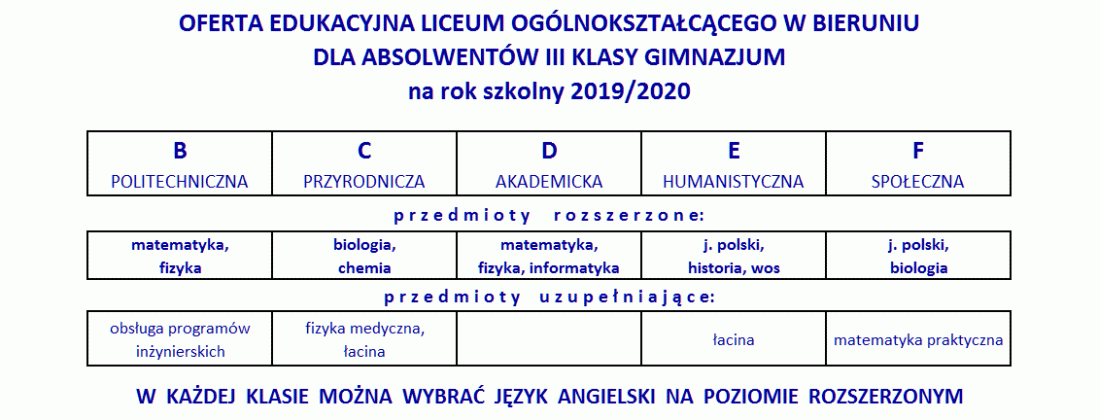 OFERTA EDUKACYJNA LICEUM OGÓLNOKSZTAŁCĄCEGO W BIERUNIU
DLA ABSOLWENTÓW III KLASY GIMNAZJUM
na rok szkolny 2019/2020
B C D E F
POLITECHNICZNA PRZYRODNICZA AKADEMICKA HUMANISTYCZNA SPOŁECZNA
przedmioty rozszerzone:
matematyka, biologia, matematyka, j. polski, j. polski,
fizyka chemia fizyka, informatyka historia, wos biologia
przedmioty uzupełniające:
obsługa programów fizyka medyczna,
łacina matematyka praktyczna
inżynierskich łacina
W KAŻDEJ KLASIE MOŻNA WYBRAĆ JĘZYK ANGIELSKI NA POZIOMIE ROZSZERZONYM